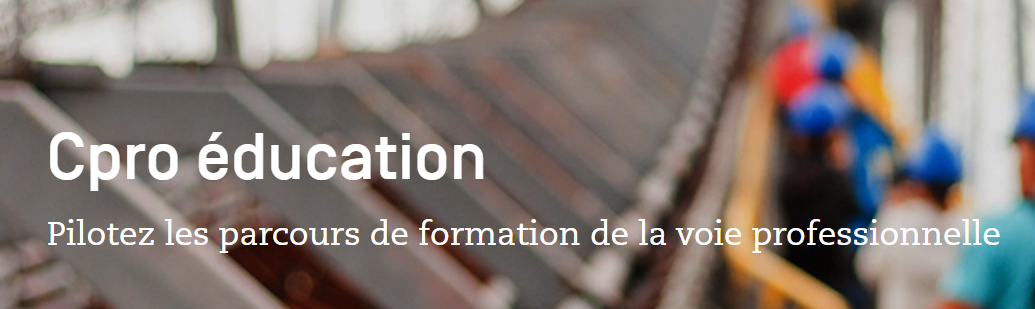 Cpro éducation
Pilotez les parcours de formation de la voie professionnelle